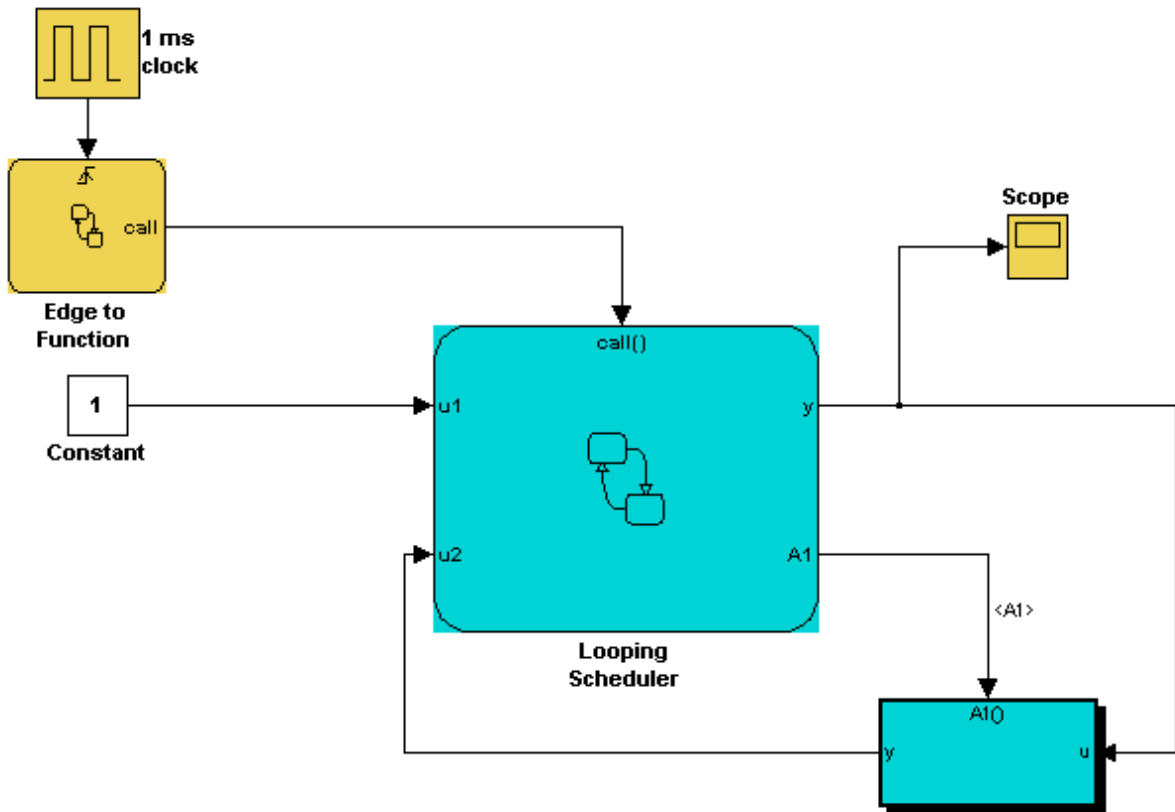 1 ms
clock
call
Edge to
Function
Scope
call()
1
Constant
u1
y
u2
A1
<A1>
Looping
Scheduler
A1()
y
u